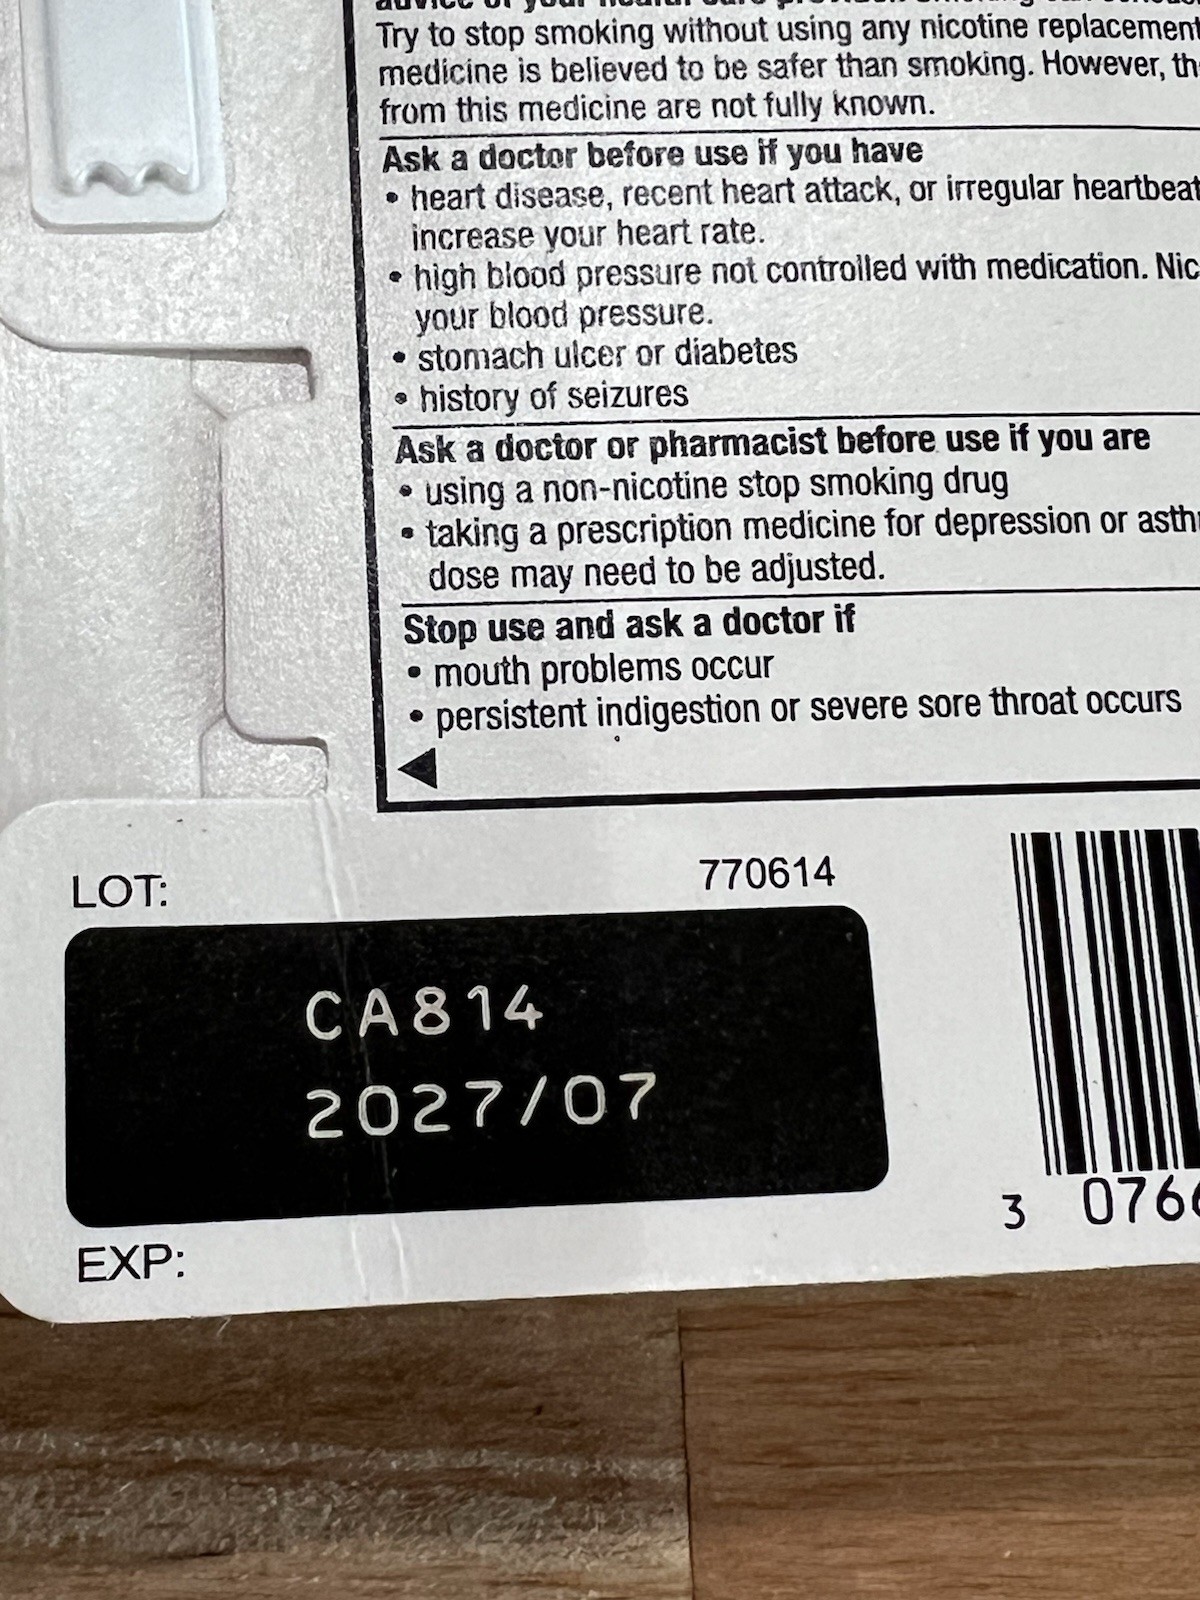 Try to stop smoking without using any nicotine replacement
medicine is believed to be safer than smoking. However,
from this medicine are not fully known.
Ask a doctor before use if you have
• heart disease, recent heart attack, or irregular heartbeat
increase your heart rate.
• high blood pressure not controlled with medication.
your blood pressure.
• stomach ulcer or diabetes
• history of seizures
Ask a doctor or pharmacist before use if you are
• using a non-nicotine stop smoking drug
• taking a prescription medicine for depression or
dose may need to be adjusted.
Stop use and ask a doctor if
• mouth problems occur
• persistent indigestion or severe sore throat occurs
LOT:
770614
CA814
2027/07
EXP:
3 076